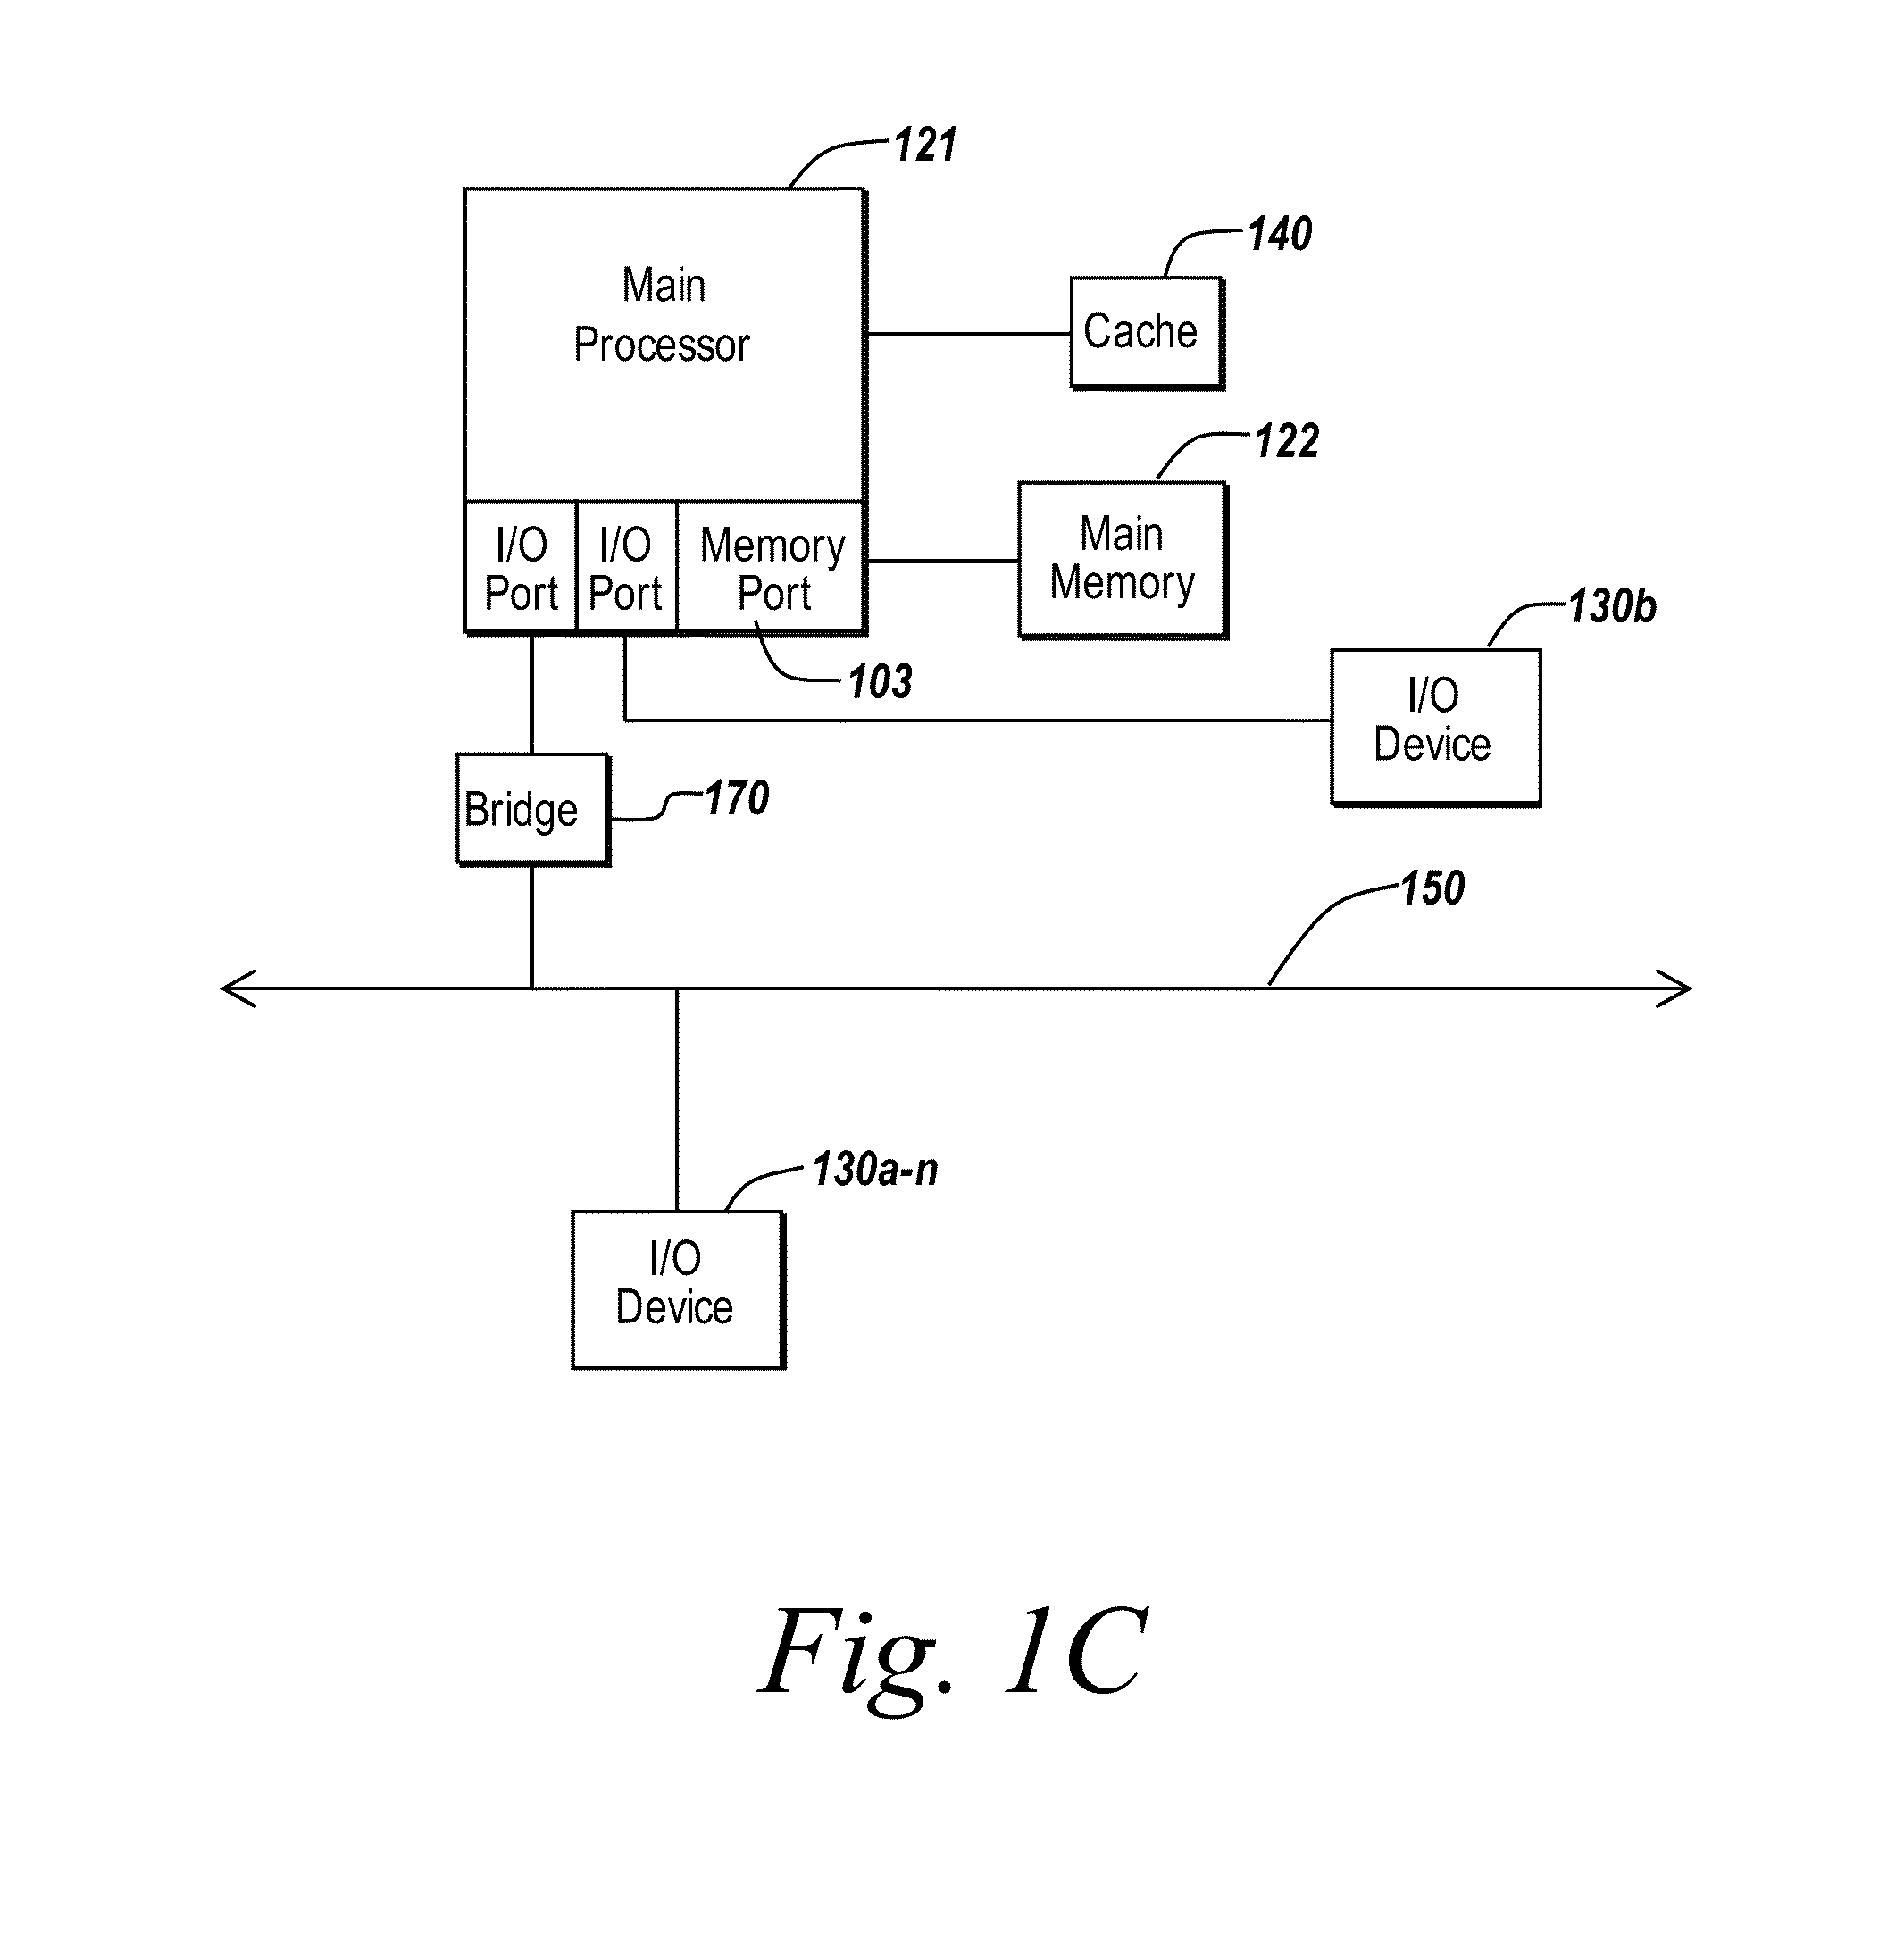 121
Main
Processor
140
Cache
122
Main
Memory
I/O
Port
I/O
Port
Memory
Port
103
130b
I/O
Device
Bridge
170
150
130a-n
I/O
Device
Fig. 1C